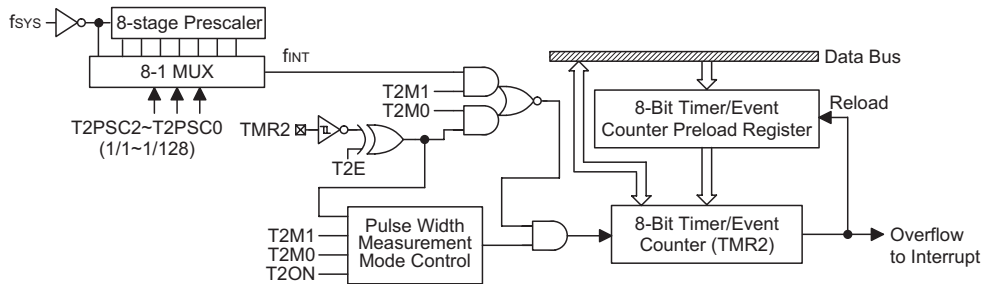 fSYS
8-stage Prescaler
8-1 MUX
fINT
T2PSC2~T2PSC0
(1/1~1/128)
TMR2
T2E
T2M1
T2M0
T2M1
T2M0
T2ON
Pulse Width
Measurement
Mode Control
Data Bus
8-Bit Timer/Event
Counter Preload Register
Reload
8-Bit Timer/Event
Counter (TMR2)
Overflow
to Interrupt